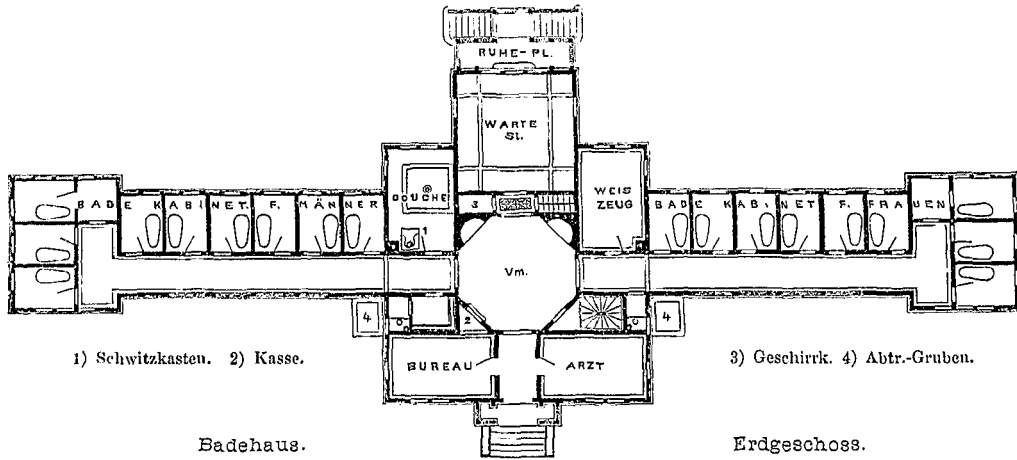 RUHE-PL.
WARTE
SL.
DOUCHE
WEIS
ZEUG
3
1
BADE KABINET. F. MÄNNER
BADE KABINET F. FRAUEN
Vm.
4
2
4
1) Schwitzkasten. 2) Kasse.
3) Geschirrk. 4) Abtr.-Gruben.
BUREAU
ARZT
Badehaus.
Erdgeschoss.